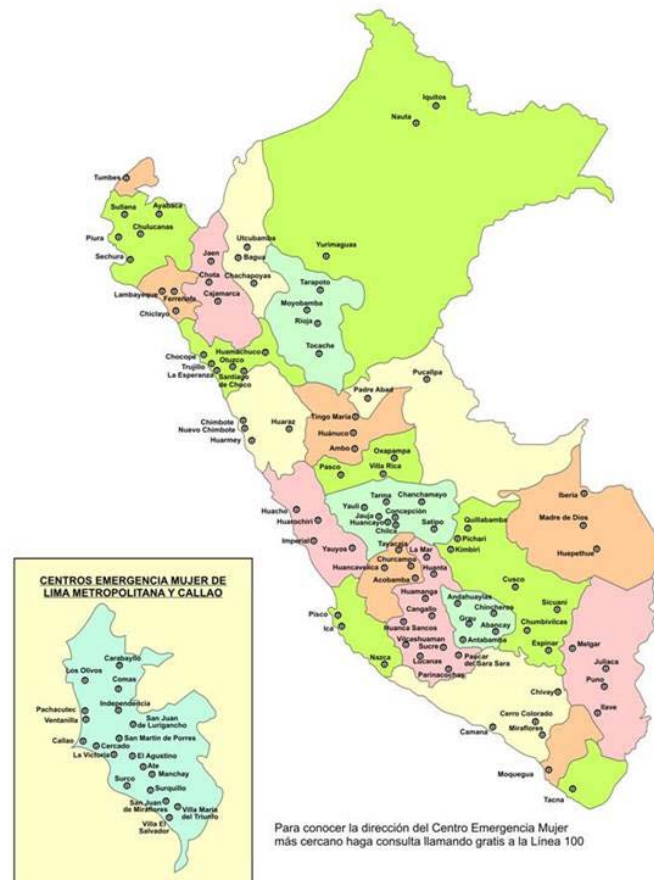 Iquitos
Nauta
Tumbes
Sullana
Ayabaca
Chulucanas
Piura
Sechura
Utcubamba
Bagua
Jaen
Chota
Chachapoyas
Cajamarca
Yurimaguas
Lambayeque
Ferreñafe
Chiclayo
Tarapoto
Moyobamba
Rioja
Tocache
Huamachuco
Chocope
Otuzco
Trujillo
La Esperanza
Santiago
de Chuco
Pucallpa
Padre Abad
Chimbote
Nuevo Chimbote
Huarmey
Huaraz
Tingo María
Huánuco
Ambo
Oxapampa
Pasco
Villa Rica
Iberia
Madre de Dios
Huepethue
Tarma
Chanchamayo
Yauli
Jauja
Concepción
Huancayo
Chilca
Satipo
Huacho
Huarochiri
Imperial
Yauyos
Quillabamba
Pichari
Kimbiri
Tayacaja
La Mar
Churcampa
Huancavelica
Huanta
Acobamba
Cusco
Huamanga
Andahuaylas
Chincheros
Sicuani
Cangallo
Grau
Abancay
Chumbivilcas
Huanca Sancos
Antabamba
Espinar
Vilcashuaman
Sucre
Paucar
del Sara Sara
Lucanas
Parinacochas
Pisco
Ica
Nazca
Melgar
Juliaca
Puno
Ilave
Chivay
Cerro Colorado
Camana
Miraflores
Moquegua
Tacna
CENTROS EMERGENCIA MUJER DE
LIMA METROPOLITANA Y CALLAO
Carabayllo
Los Olivos
Comas
Independencia
Pachacutec
Ventanilla
San Juan
de Lurigancho
San Martin de Porres
Callao
Cercado
La Victoria
El Agustino
Ate
Manchay
Surco
Surquillo
San Juan
de Miraflores
Villa María
del Triunfo
Villa El
Salvador
Para conocer la dirección del Centro Emergencia Mujer
más cercano haga consulta llamando gratis a la Línea 100